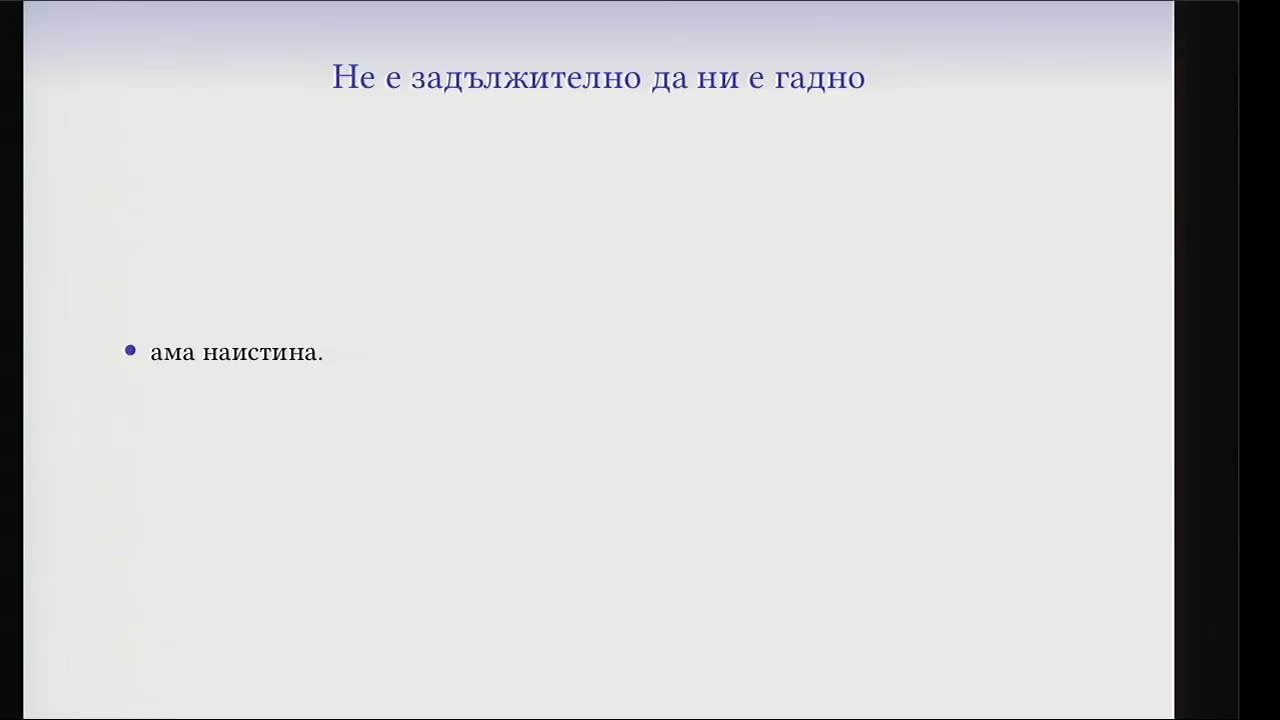 Не е задължително да ни е гадно
ама наистина.